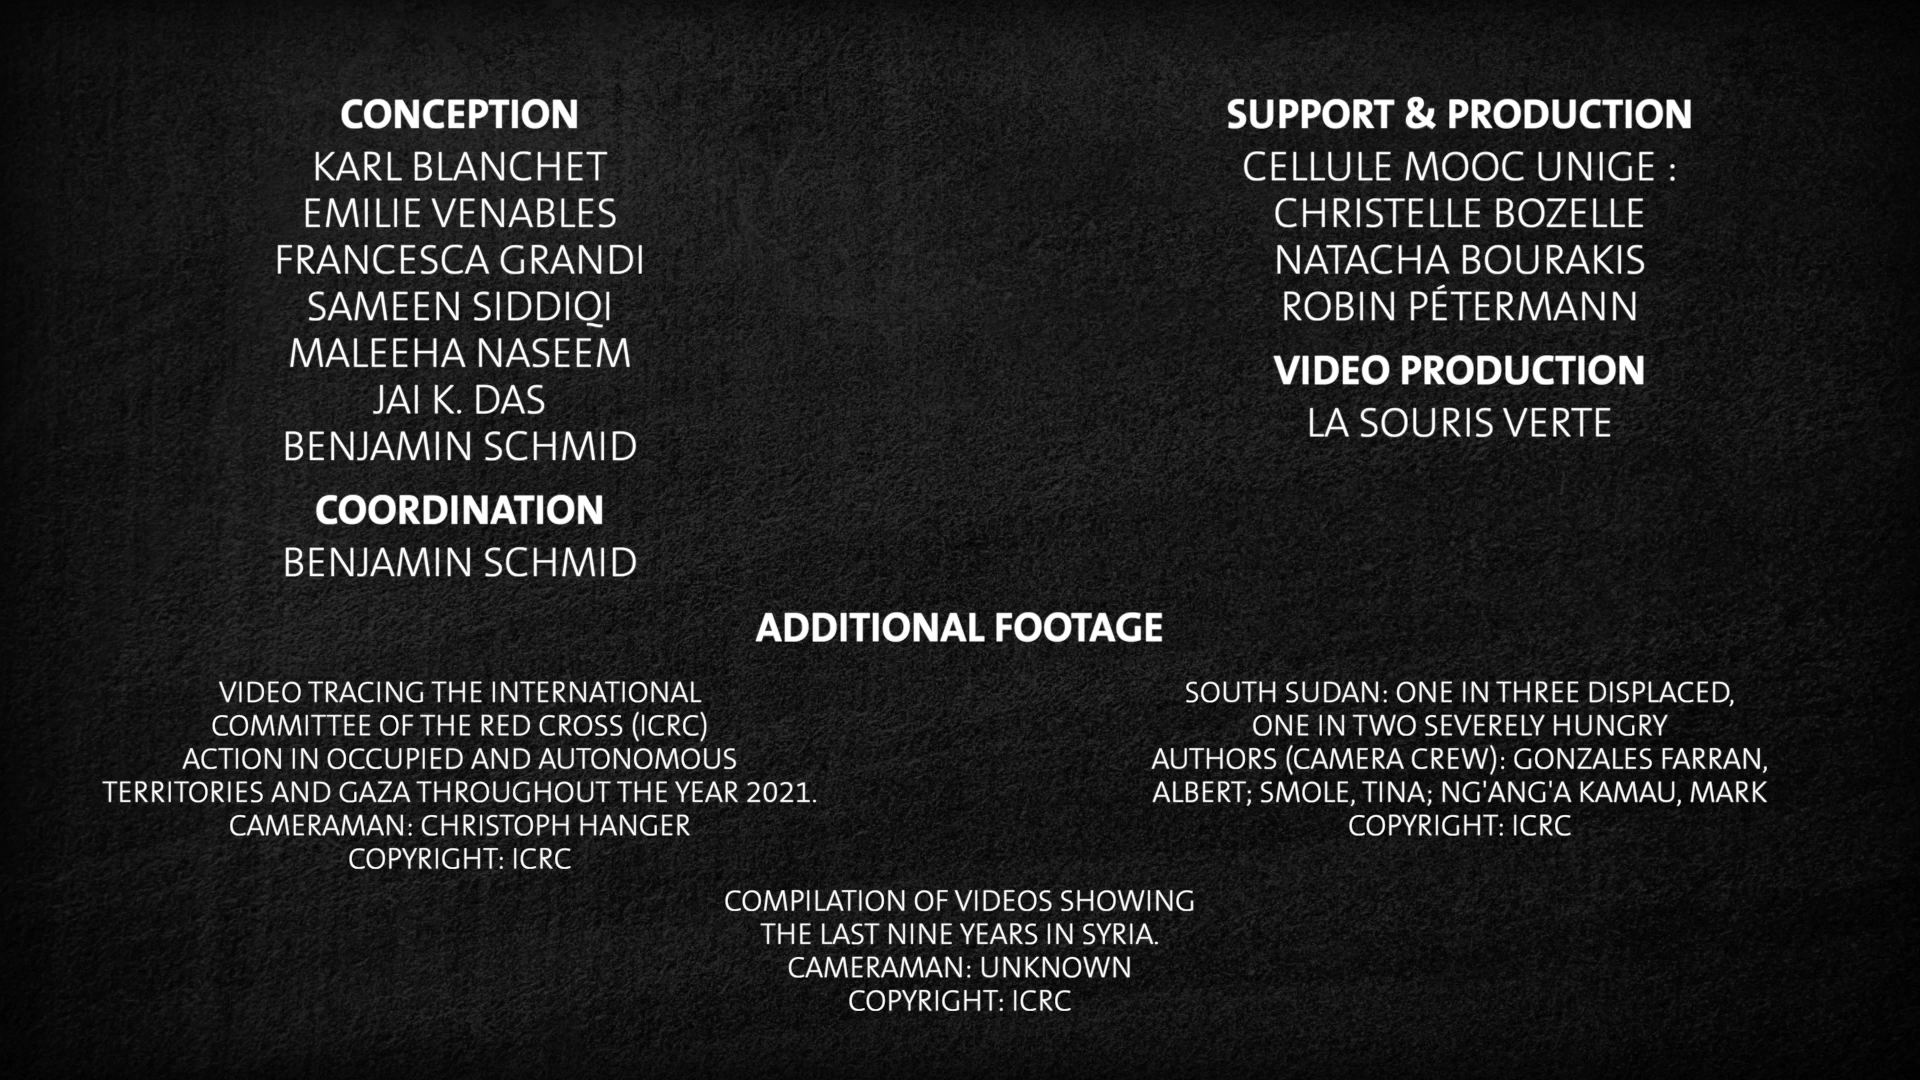 CONCEPTION
KARL BLANCHET
EMILIE VENABLES
FRANCESCA GRANDI
SAMEEN SIDDIQI
MALEEHA NASEEM
JAI K. DAS
BENJAMIN SCHMID
COORDINATION
BENJAMIN SCHMID
SUPPORT & PRODUCTION
CELLULE MOOC UNIGE :
CHRISTELLE BOZELLE
NATACHA BOURAKIS
ROBIN PÉTERMANN
VIDEO PRODUCTION
LA SOURIS VERTE
ADDITIONAL FOOTAGE
VIDEO TRACING THE INTERNATIONAL
COMMITTEE OF THE RED CROSS (ICRC)
ACTION IN OCCUPIED AND AUTONOMOUS
TERRITORIES AND GAZA THROUGHOUT THE YEAR 2021.
CAMERAMAN: CHRISTOPH HANGER
COPYRIGHT: ICRC
SOUTH SUDAN: ONE IN THREE DISPLACED,
ONE IN TWO SEVERELY HUNGRY
AUTHORS (CAMERA CREW): GONZALES FARRAN,
ALBERT; SMOLE, TINA; NG'ANG'A KAMAU, MARK
COPYRIGHT: ICRC
COMPILATION OF VIDEOS SHOWING
THE LAST NINE YEARS IN SYRIA.
CAMERAMAN: UNKNOWN
COPYRIGHT: ICRC